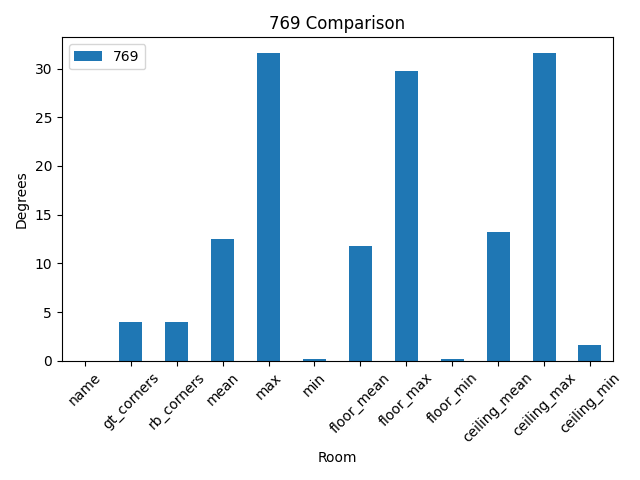 769 Comparison
769
Degrees
30
25
20
15
10
5
0
name
gt_corners
rb_corners
mean
max
min
floor_mean
floor_max
floor_min
ceiling_mean
ceiling_max
ceiling_min
Room